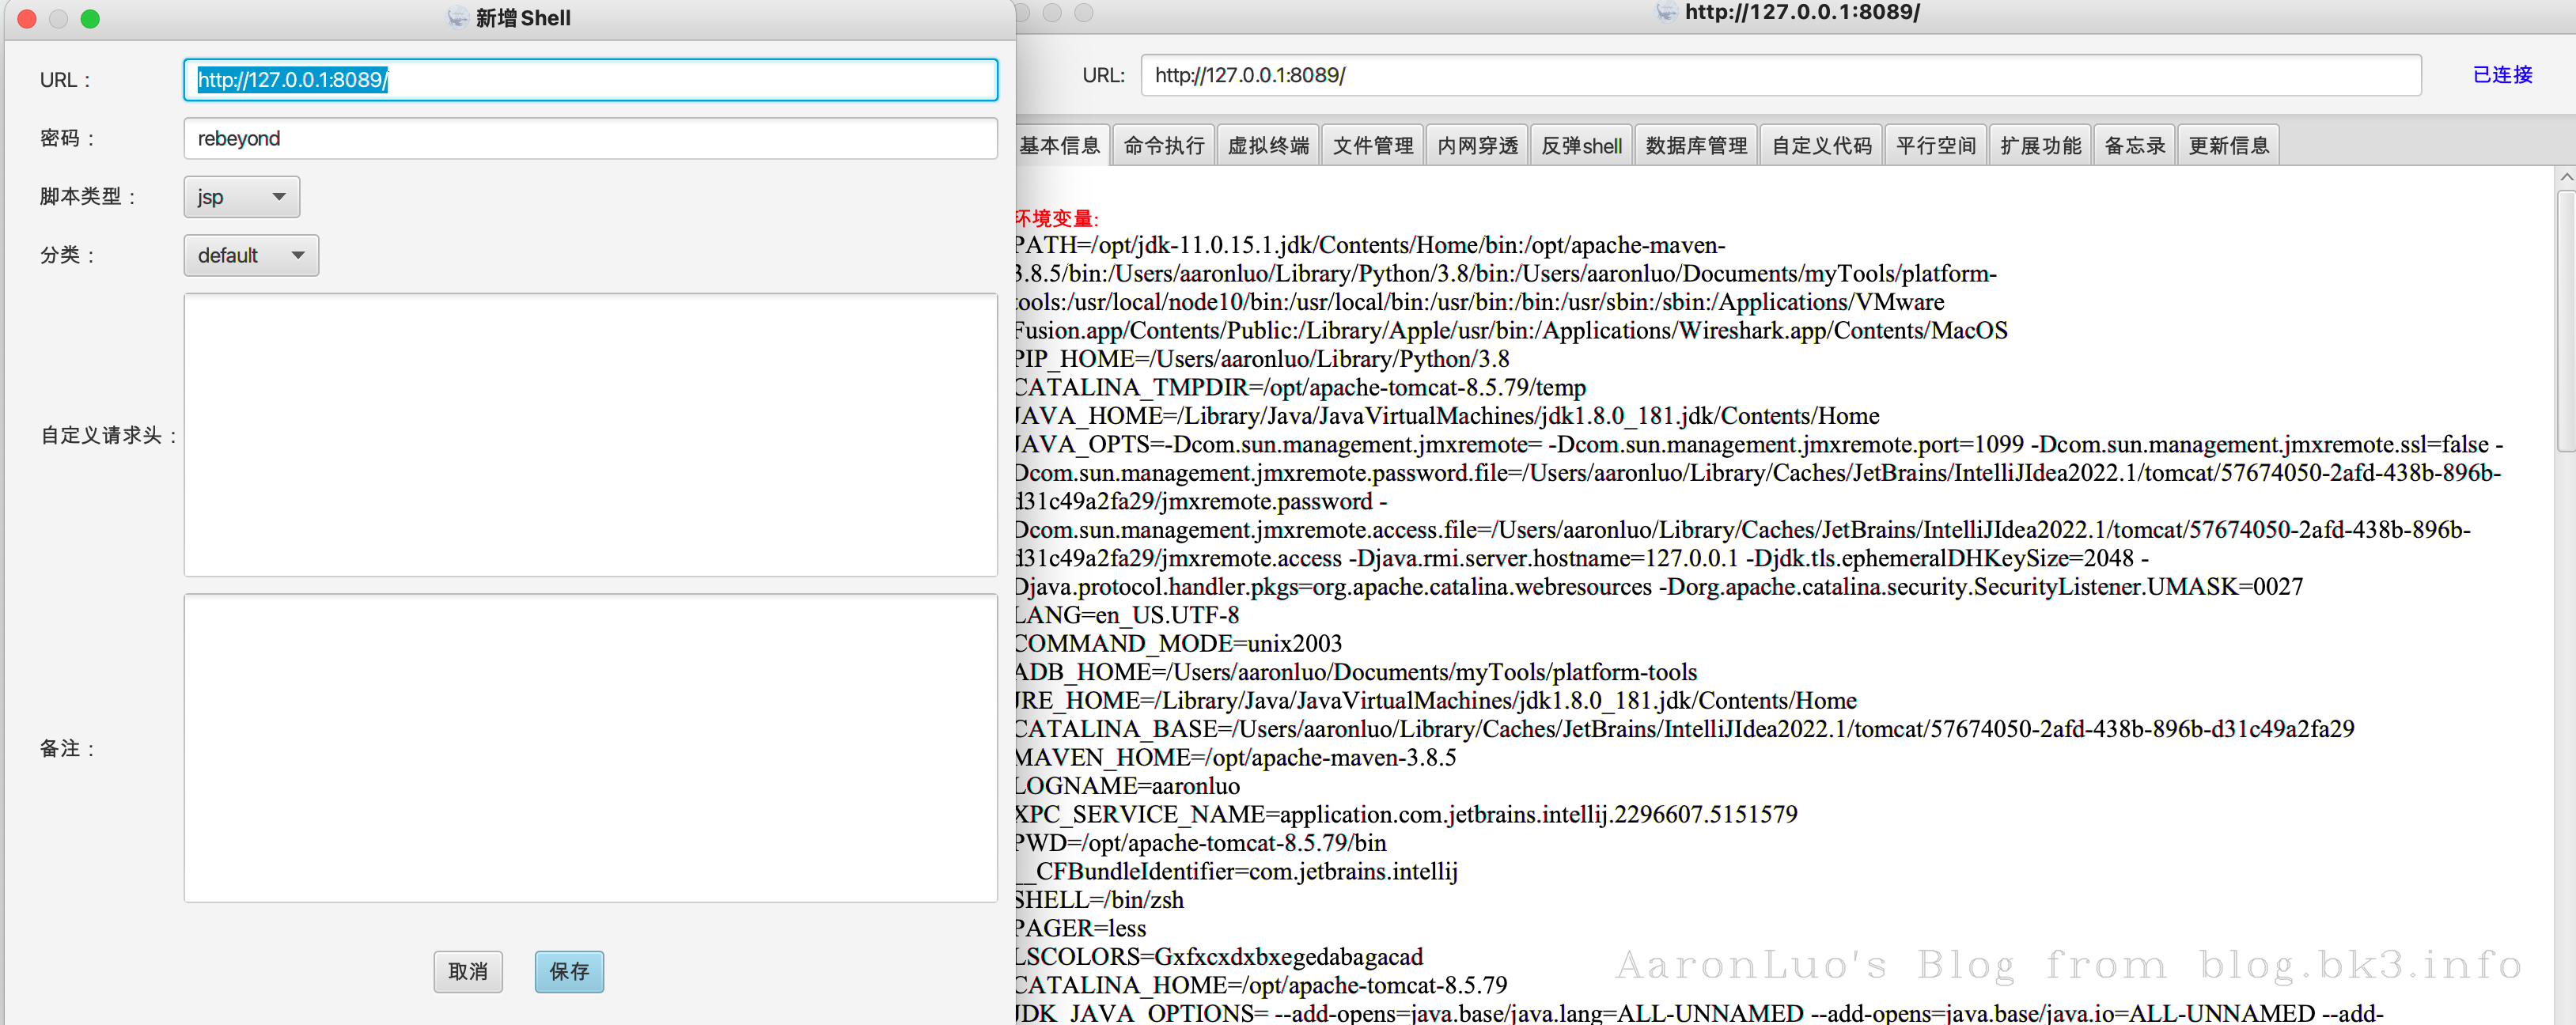 新增Shell
URL :
http://127.0.0.1:8089/
密码 :
rebeyond
脚本类型 :
jsp
分类 :
default
自定义请求头 :
备注 :
取消 保存
http://127.0.0.1:8089/
URL: http://127.0.0.1:8089/ 已连接
基本信息 命令执行 虚拟终端 文件管理 内网穿透 反弹shell 数据库管理 自定义代码 平行空间 扩展功能 备忘录 更新信息
环境变量:
PATH=/opt/jdk-11.0.15.1.jdk/Contents/Home/bin:/opt/apache-maven-
3.8.5/bin:/Users/aaronluo/Library/Python/3.8/bin:/Users/aaronluo/Documents/myTools/platform-
tools:/usr/local/node10/bin:/usr/local/bin:/usr/bin:/bin:/usr/sbin:/sbin:/Applications/VMware
Fusion.app/Contents/Public:/Library/Apple/usr/bin:/Applications/Wireshark.app/Contents/MacOS
PIP_HOME=/Users/aaronluo/Library/Python/3.8
CATALINA_TMPDIR=/opt/apache-tomcat-8.5.79/temp
JAVA_HOME=/Library/Java/JavaVirtualMachines/jdk1.8.0_181.jdk/Contents/Home
JAVA_OPTS=-Dcom.sun.management.jmxremote= -Dcom.sun.management.jmxremote.port=1099 -Dcom.sun.management.jmxremote.ssl=false -
Dcom.sun.management.jmxremote.password.file=/Users/aaronluo/Library/Caches/JetBrains/IntelliJIdea2022.1/tomcat/57674050-2afd-438b-896b-
d31c49a2fa29/jmxremote.password -
Dcom.sun.management.jmxremote.access.file=/Users/aaronluo/Library/Caches/JetBrains/IntelliJIdea2022.1/tomcat/57674050-2afd-438b-896b-
d31c49a2fa29/jmxremote.access -Djava.rmi.server.hostname=127.0.0.1 -Djdk.tls.ephemeralDHKeySize=2048 -
Djava.protocol.handler.pkgs=org.apache.catalina.webresources -Dorg.apache.catalina.security.SecurityListener.UMASK=0027
LANG=en_US.UTF-8
COMMAND_MODE=unix2003
ADB_HOME=/Users/aaronluo/Documents/myTools/platform-tools
JRE_HOME=/Library/Java/JavaVirtualMachines/jdk1.8.0_181.jdk/Contents/Home
CATALINA_BASE=/Users/aaronluo/Library/Caches/JetBrains/IntelliJIdea2022.1/tomcat/57674050-2afd-438b-896b-d31c49a2fa29
MAVEN_HOME=/opt/apache-maven-3.8.5
LOGNAME=aaronluo
XPC_SERVICE_NAME=application.com.jetbrains.intellij.2296607.5151579
PWD=/opt/apache-tomcat-8.5.79/bin
__CFBundleIdentifier=com.jetbrains.intellij
SHELL=/bin/zsh
PAGER=less
LSCOLORS=Gxfxcxdxbxegedabagacad
CATALINA_HOME=/opt/apache-tomcat-8.5.79
JDK_JAVA_OPTIONS= --add-opens=java.base/java.lang=ALL-UNNAMED --add-opens=java.base/java.io=ALL-UNNAMED --add-
AaronLuo's Blog from blog.bk3.info